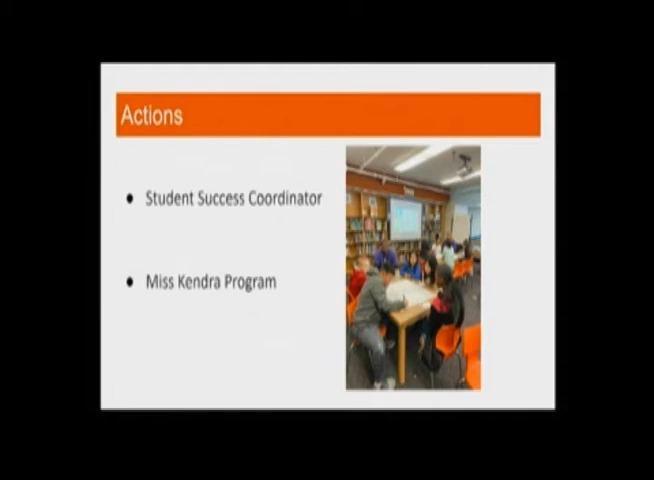 Actions
● Student Success Coordinator
● Miss Kendra Program